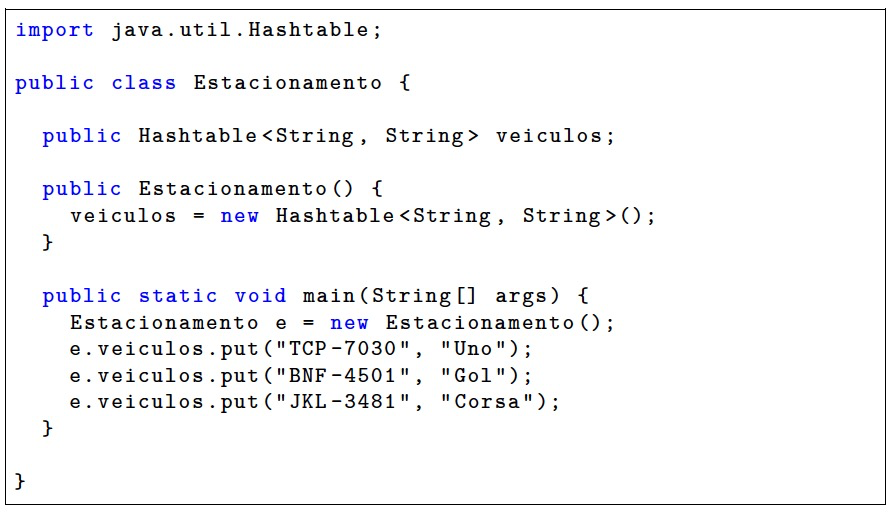 import java.util.Hashtable;
public class Estacionamento {
public Hashtable<String, String> veiculos;
public Estacionamento() {
veiculos = new Hashtable<String, String>();
}
public static void main(String[] args) {
Estacionamento e = new Estacionamento();
e.veiculos.put("TCP-7030", "Uno");
e.veiculos.put("BNF-4501", "Gol");
e.veiculos.put("JKL-3481", "Corsa");
}
}